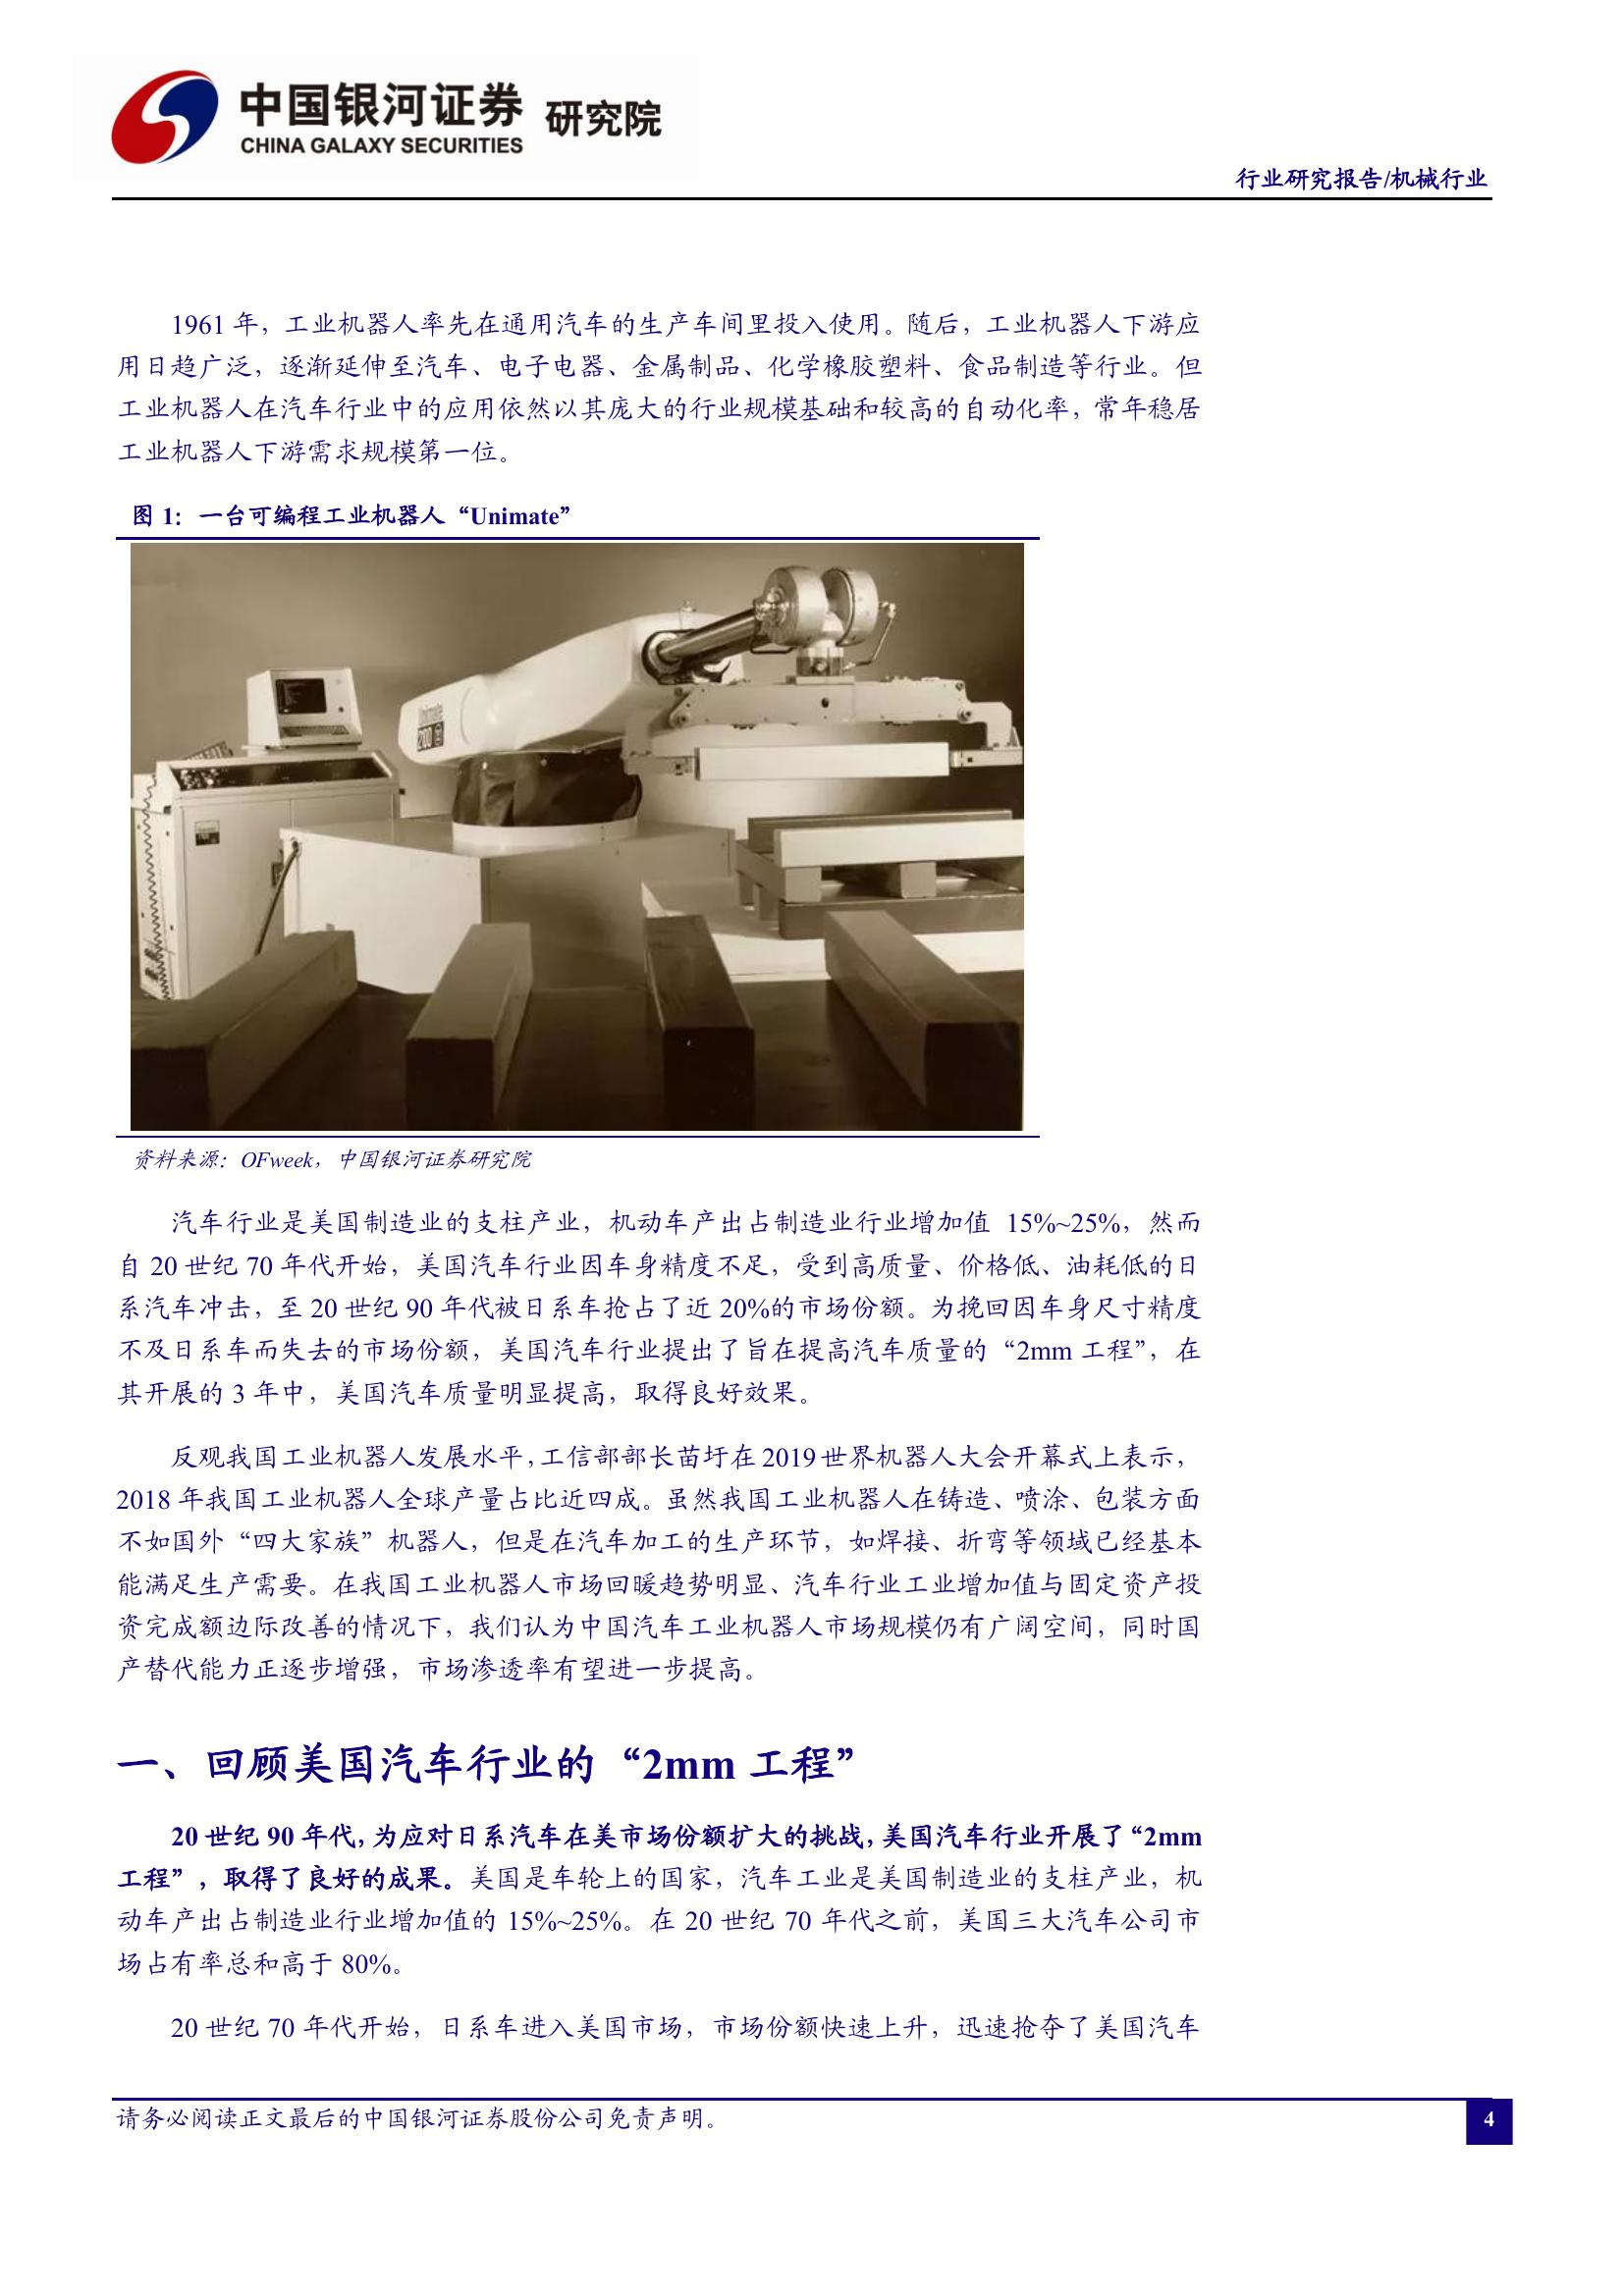 中国银河证券 研究院
CHINA GALAXY SECURITIES
行业研究报告/机械行业
1961 年，工业机器人率先在通用汽车的生产车间里投入使用。随后，工业机器人下游应
用日趋广泛，逐渐延伸至汽车、电子电器、金属制品、化学橡胶塑料、食品制造等行业。但
工业机器人在汽车行业中的应用依然以其庞大的行业规模基础和较高的自动化率，常年稳居
工业机器人下游需求规模第一位。
图 1：一台可编程工业机器人“Unimate”
Unimate
资料来源：OFweek，中国银河证券研究院
汽车行业是美国制造业的支柱产业，机动车产出占制造业行业增加值 15%~25%，然而
自 20 世纪 70 年代开始，美国汽车行业因车身精度不足，受到高质量、价格低、油耗低的日
系汽车冲击，至 20 世纪 90 年代被日系车抢占了近 20%的市场份额。为挽回因车身尺寸精度
不及日系车而失去的市场份额，美国汽车行业提出了旨在提高汽车质量的“2mm 工程”，在
其开展的 3 年中，美国汽车质量明显提高，取得良好效果。
反观我国工业机器人发展水平，工信部部长苗圩在 2019 世界机器人大会开幕式上表示，
2018 年我国工业机器人全球产量占比近四成。虽然我国工业机器人在铸造、喷涂、包装方面
不如国外“四大家族”机器人，但是在汽车加工的生产环节，如焊接、折弯等领域已经基本
能满足生产需要。在我国工业机器人市场回暖趋势明显、汽车行业工业增加值与固定资产投
资完成额边际改善的情况下，我们认为中国汽车工业机器人市场规模仍有广阔空间，同时国
产替代能力正逐步增强，市场渗透率有望进一步提高。
一、回顾美国汽车行业的“2mm 工程”
20 世纪 90 年代，为应对日系汽车在美市场份额扩大的挑战，美国汽车行业开展了“2mm
工程”，取得了良好的成果。美国是车轮上的国家，汽车工业是美国制造业的支柱产业，机
动车产出占制造业行业增加值的 15%~25%。在 20 世纪 70 年代之前，美国三大汽车公司市
场占有率总和高于 80%。
20 世纪 70 年代开始，日系车进入美国市场，市场份额快速上升，迅速抢夺了美国汽车
请务必阅读正文最后的中国银河证券股份公司免责声明。
4